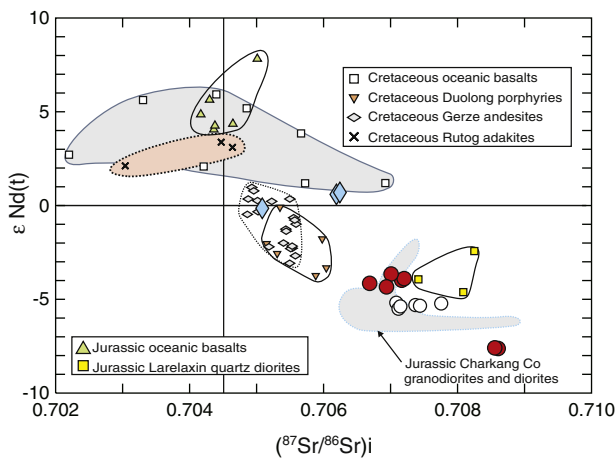 10
5
0
-5
-10
ε Nd(t)
Cretaceous oceanic basalts
Cretaceous Duolong porphyries
Cretaceous Gerze andesites
Cretaceous Rutog adakites
Jurassic oceanic basalts
Jurassic Larelaxin quartz diorites
Jurassic Charkang Co
granodiorites and diorites
0.702 0.704 0.706 0.708 0.710
(⁸⁷Sr/⁸⁶Sr)i